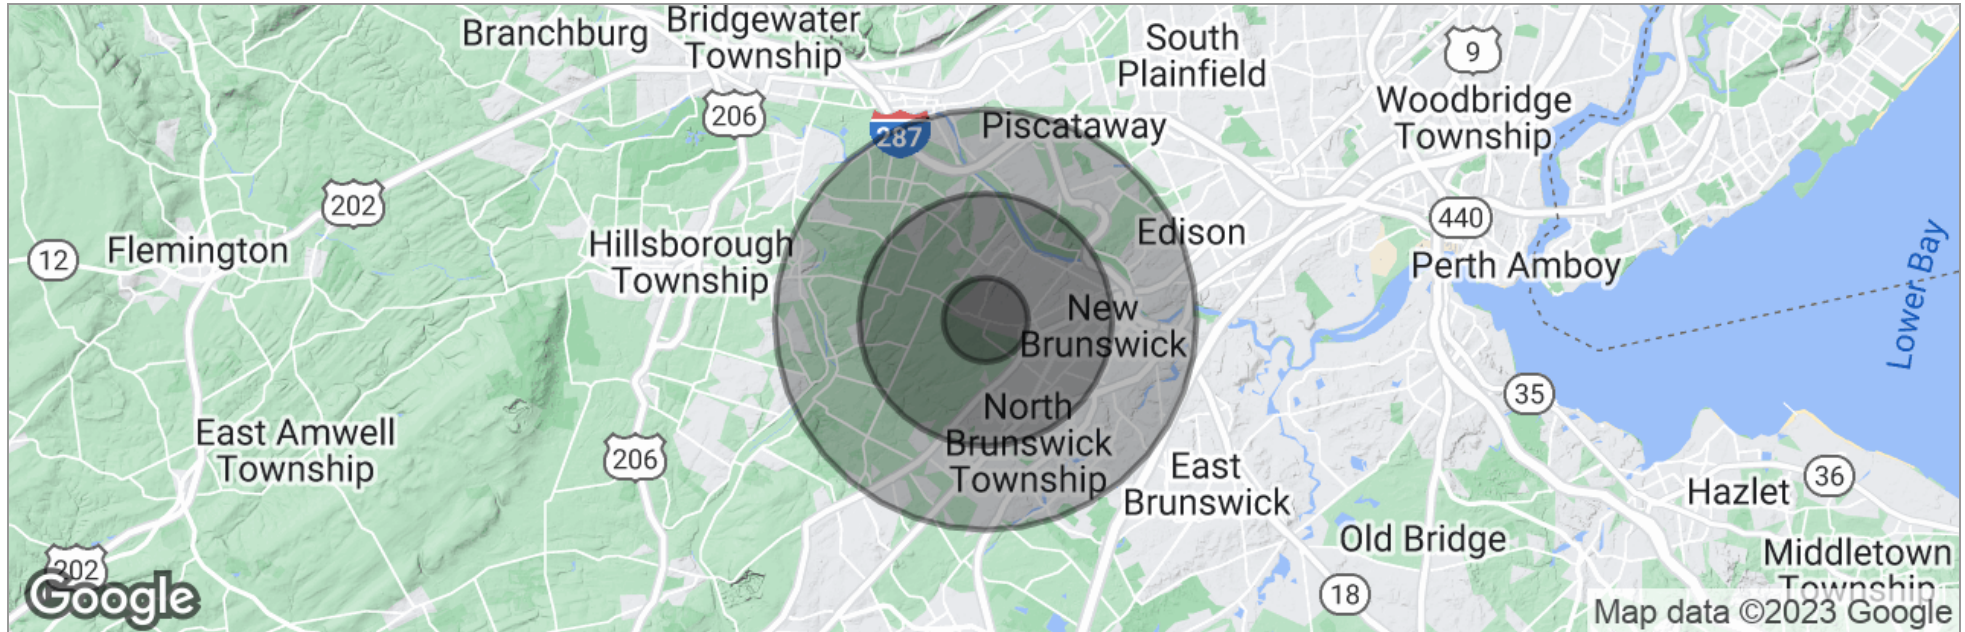 Branchburg
Bridgewater
Township
South
Plainfield
9
Woodbridge
Township
206
287
Piscataway
202
440
12
Flemington
Hillsborough
Township
Edison
Perth Amboy
Lower Bay
New
Brunswick
35
North
Brunswick
Township
East Amwell
Township
206
East
Brunswick
36
Hazlet
Old Bridge
Middletown
Township
202
18
Google
Map data ©2023 Google